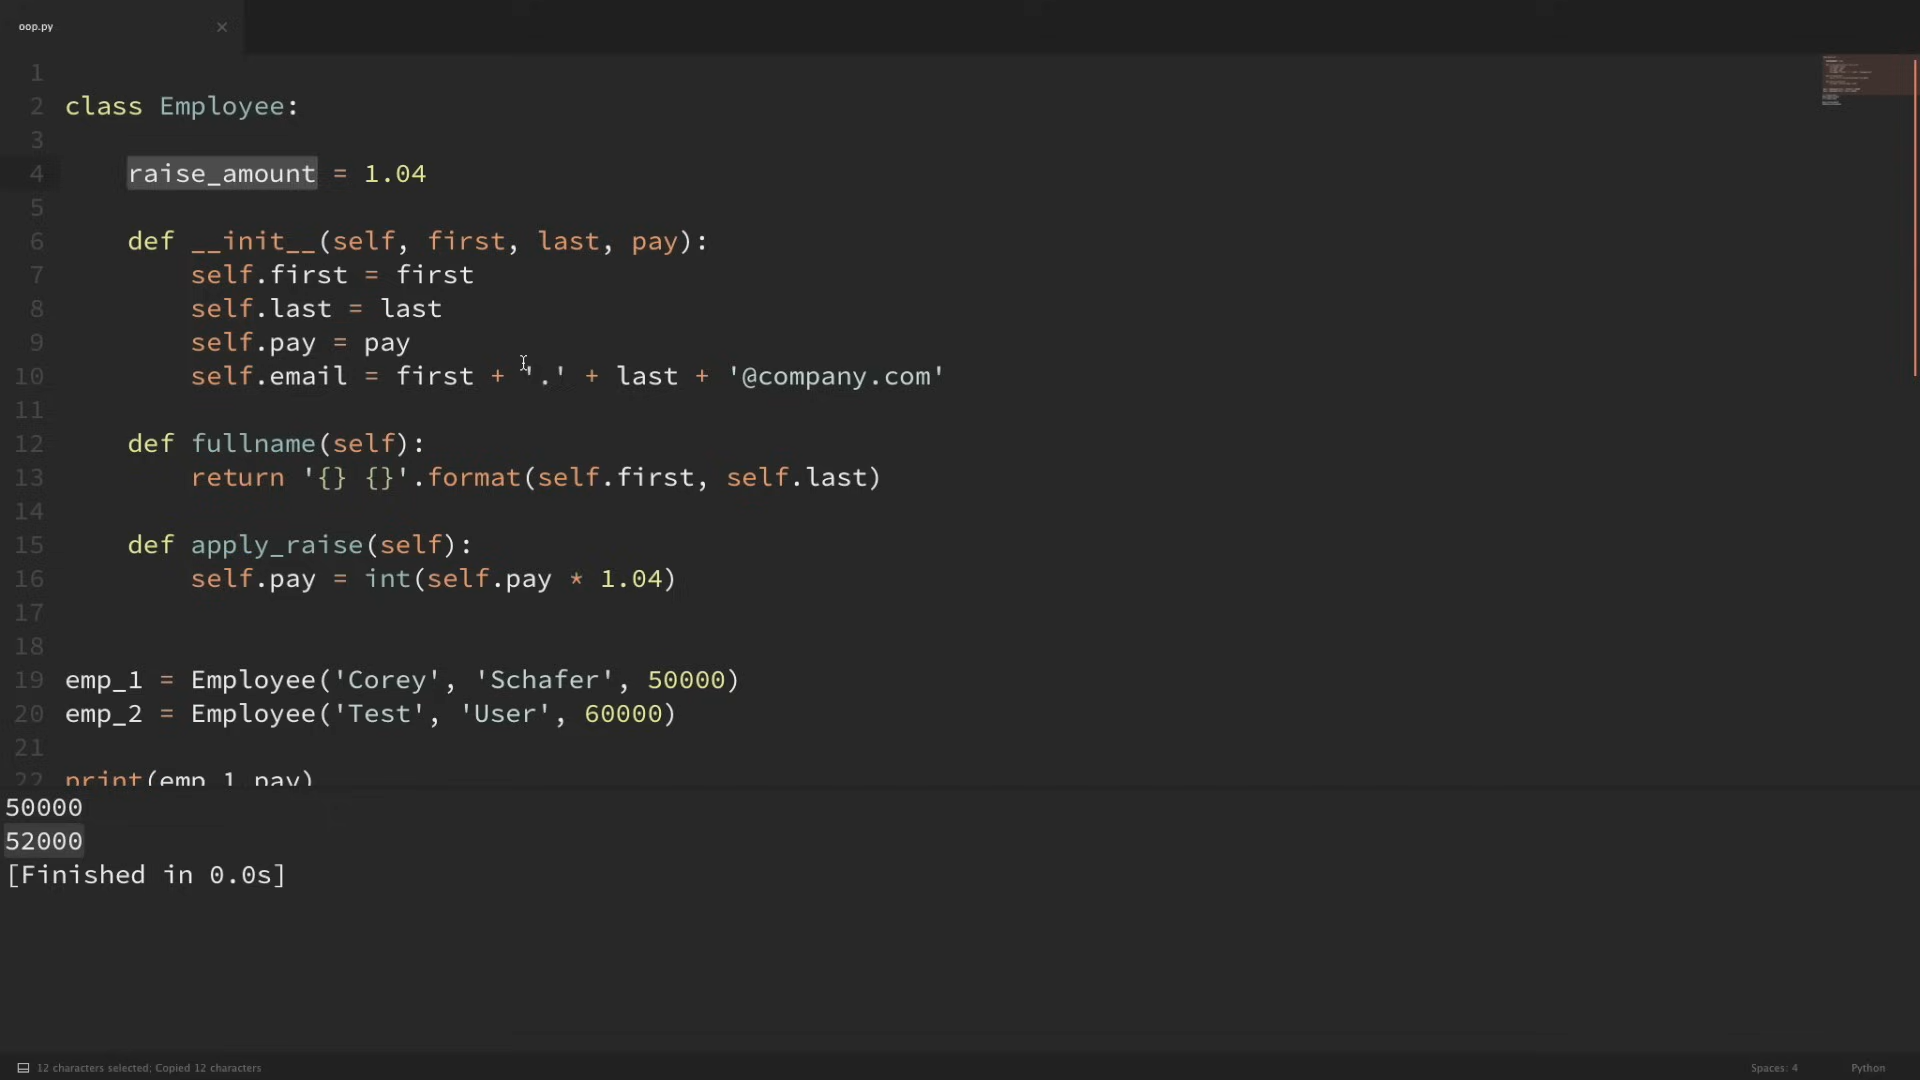 oop.py
1
2 class Employee:
3
4     raise_amount = 1.04
5
6     def __init__(self, first, last, pay):
7         self.first = first
8         self.last = last
9         self.pay = pay
10         self.email = first + '.' + last + '@company.com'
11
12     def fullname(self):
13         return '{} {}'.format(self.first, self.last)
14
15     def apply_raise(self):
16         self.pay = int(self.pay * 1.04)
17
18
19 emp_1 = Employee('Corey', 'Schafer', 50000)
20 emp_2 = Employee('Test', 'User', 60000)
21
22 print(emp_1.pay)
50000
52000
[Finished in 0.0s]
12 characters selected; Copied 12 characters
Spaces: 4
Python